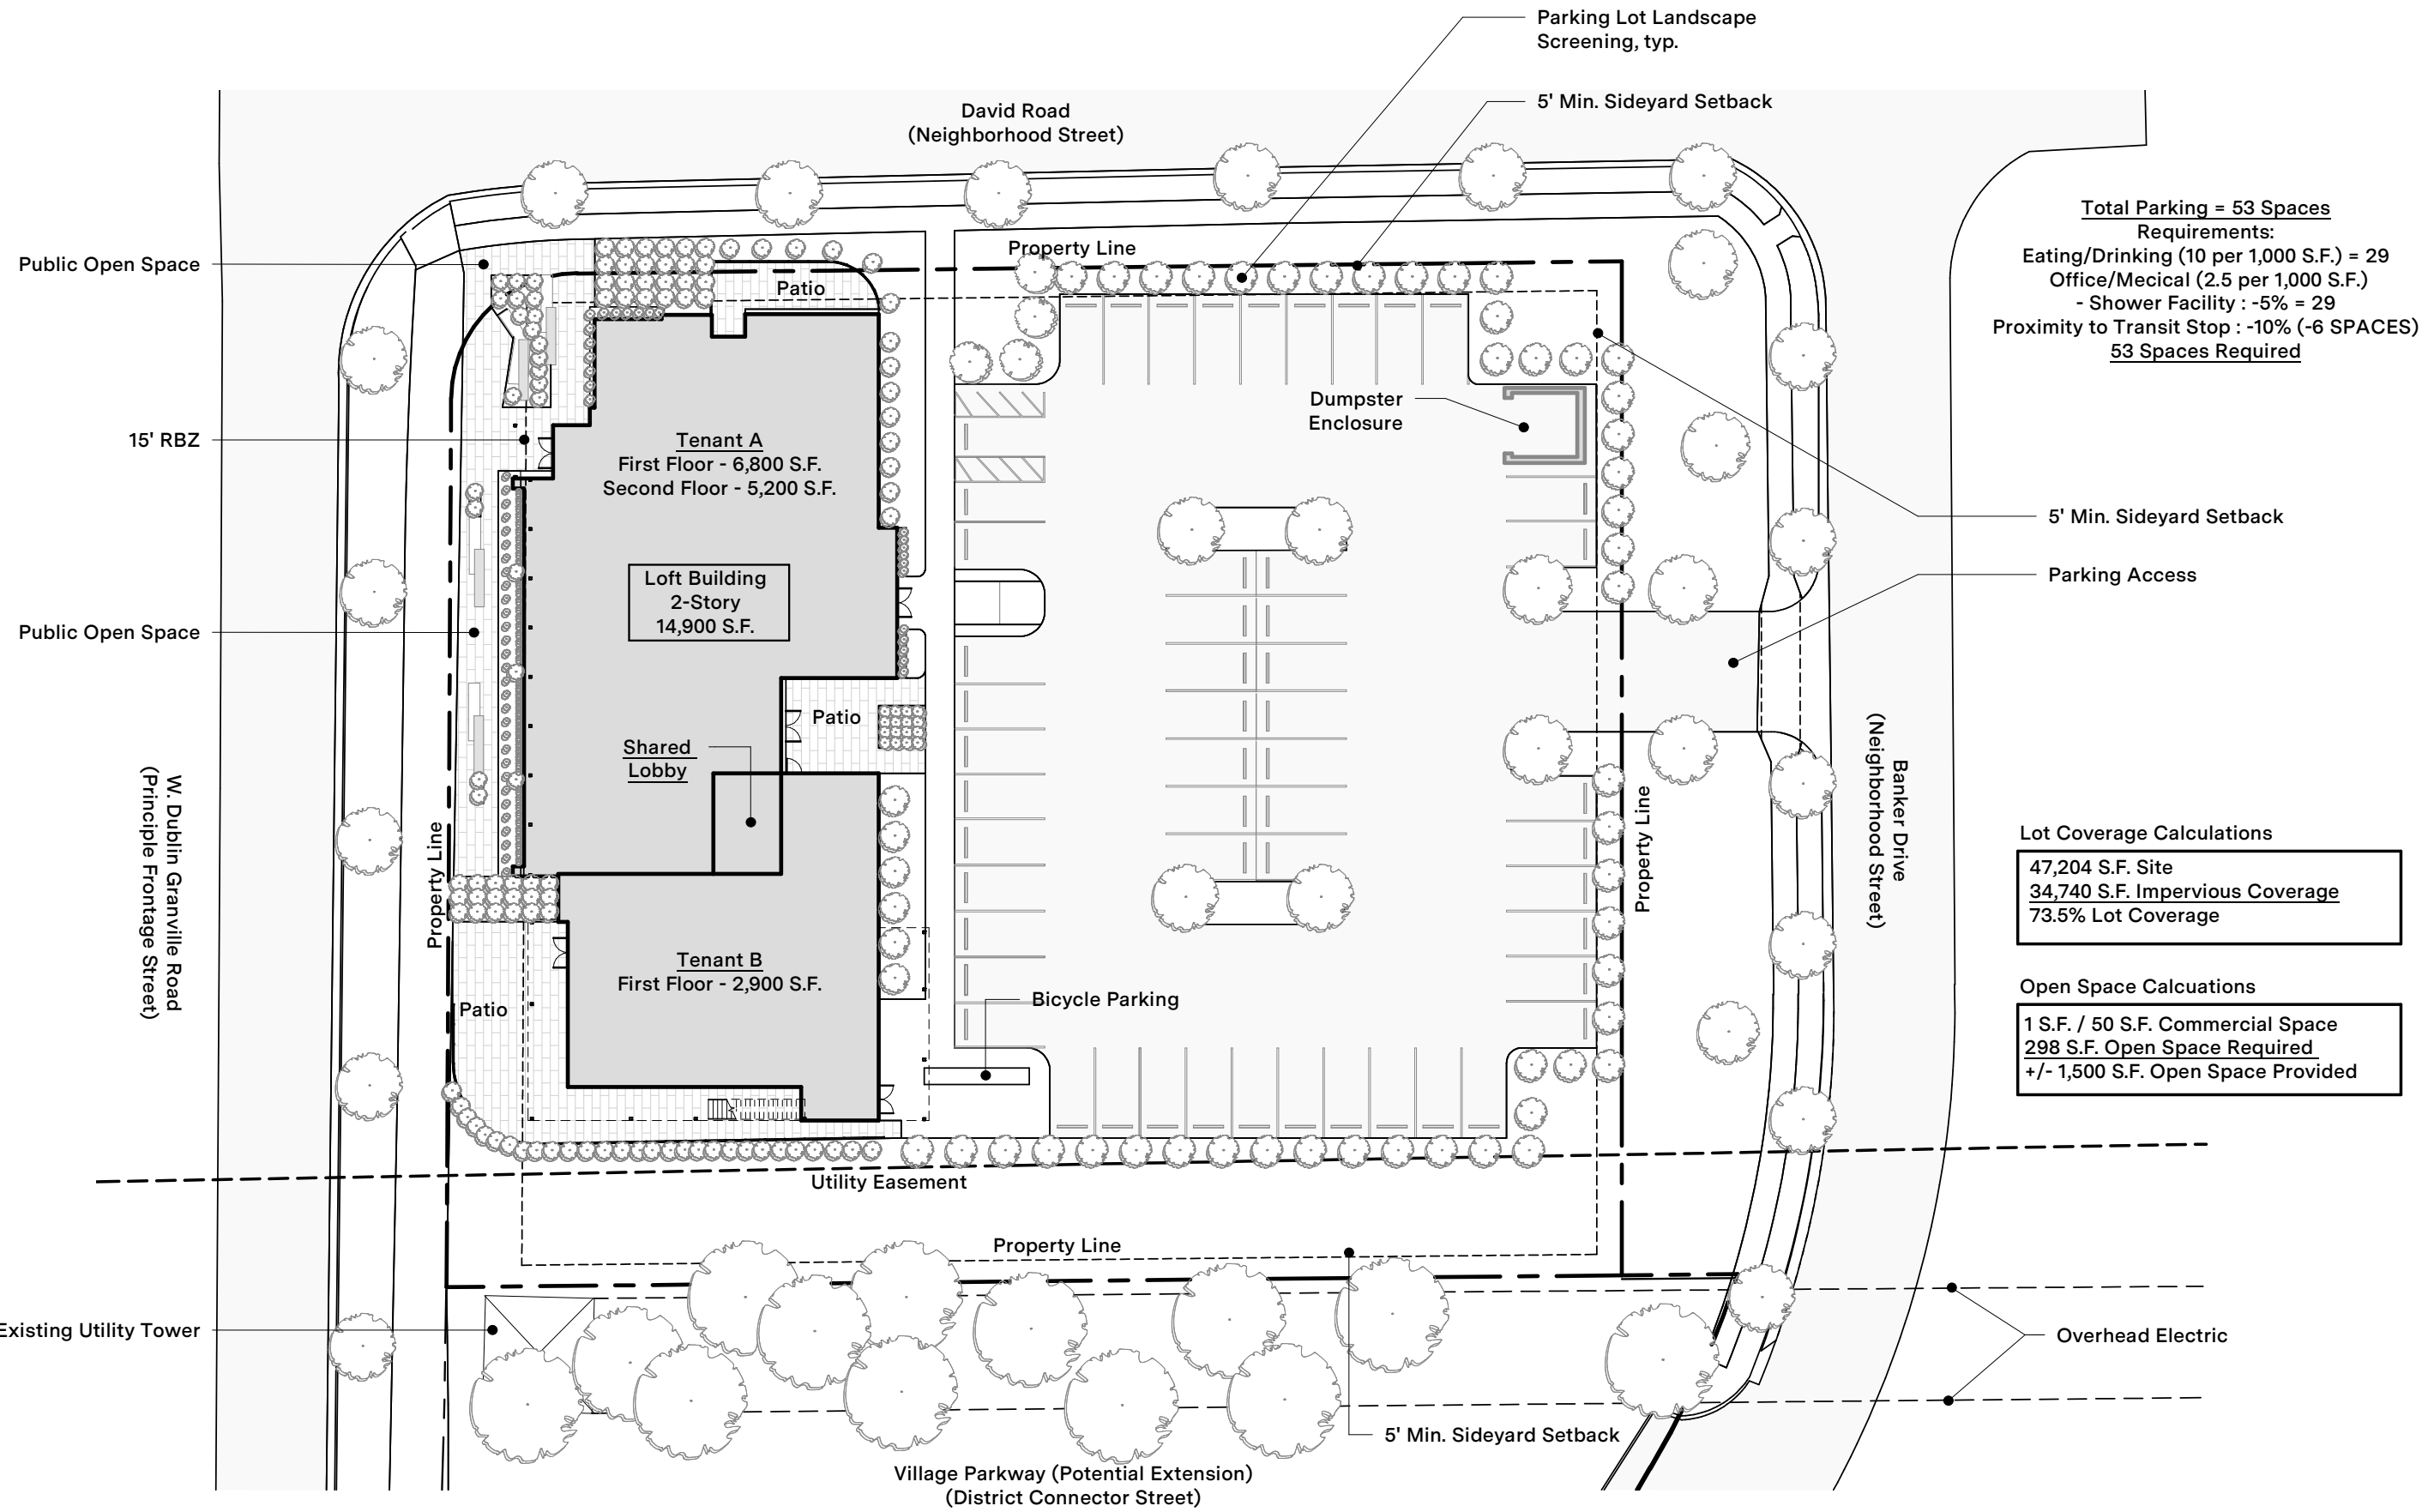 Parking Lot Landscape
Screening, typ.
5' Min. Sideyard Setback
David Road
(Neighborhood Street)
Total Parking = 53 Spaces
Requirements:
Eating/Drinking (10 per 1,000 S.F.) = 29
Office/Mecical (2.5 per 1,000 S.F.)
- Shower Facility : -5% = 29
Proximity to Transit Stop : -10% (-6 SPACES)
53 Spaces Required
Public Open Space
Property Line
Patio
Dumpster
Enclosure
15' RBZ
Tenant A
First Floor - 6,800 S.F.
Second Floor - 5,200 S.F.
5' Min. Sideyard Setback
Loft Building
2-Story
14,900 S.F.
Parking Access
Public Open Space
Patio
Shared
Lobby
W. Dublin Granville Road
(Principle Frontage Street)
Property Line
Property Line
Banker Drive
(Neighborhood Street)
Lot Coverage Calculations
47,204 S.F. Site
34,740 S.F. Impervious Coverage
73.5% Lot Coverage
Tenant B
First Floor - 2,900 S.F.
Patio
Bicycle Parking
Open Space Calcuations
1 S.F. / 50 S.F. Commercial Space
298 S.F. Open Space Required
+/- 1,500 S.F. Open Space Provided
Utility Easement
Property Line
Existing Utility Tower
Overhead Electric
5' Min. Sideyard Setback
Village Parkway (Potential Extension)
(District Connector Street)